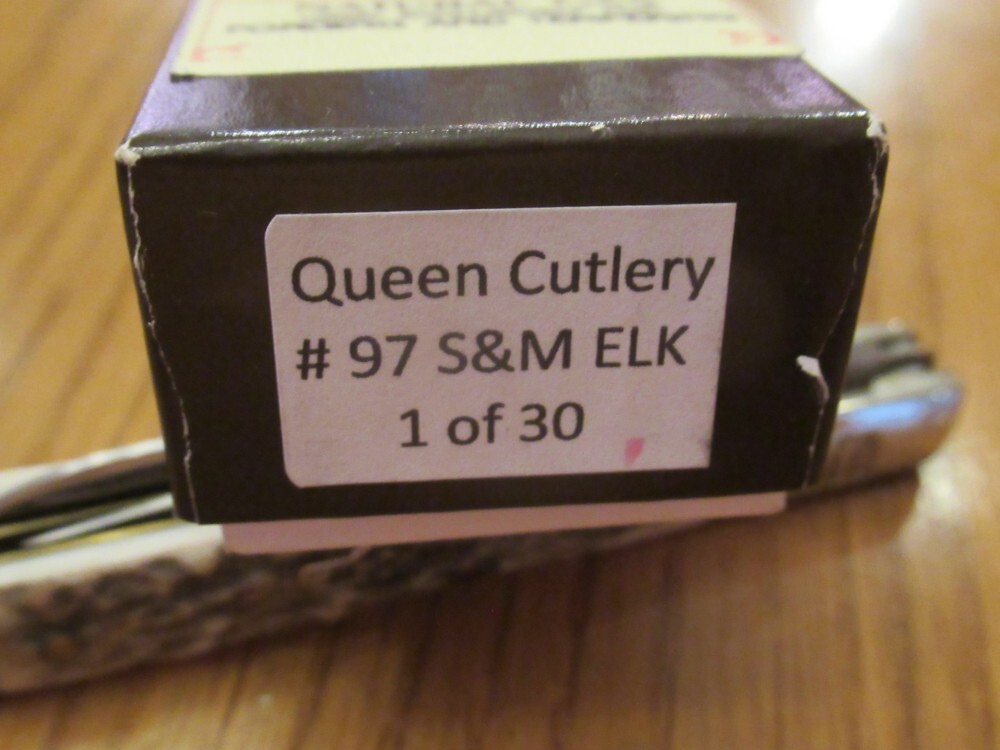 Queen Cutlery
# 97 S&M ELK
1 of 30